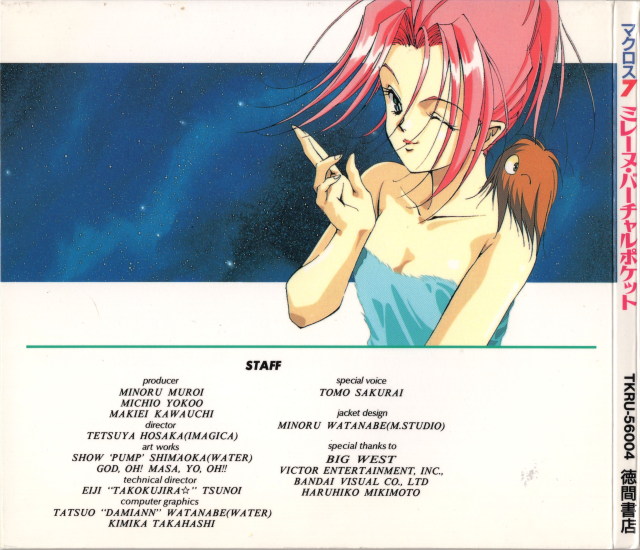 STAFF
producer
MINORU MUROI
MICHIO YOKOO
MAKIEI KAWAUCHI
director
TETSUYA HOSAKA(IMAGICA)
art works
SHOW 'PUMP' SHIMAOKA(WATER)
GOD, OH! MASA, YO, OH!!
technical director
EIJI "TAKOKUJIRA☆" TSUNOI
computer graphics
TATSUO "DAMIANN" WATANABE(WATER)
KIMIKA TAKAHASHI
special voice
TOMO SAKURAI
jacket design
MINORU WATANABE(M.STUDIO)
special thanks to
BIG WEST
VICTOR ENTERTAINMENT, INC.,
BANDAI VISUAL CO., LTD
HARUHIKO MIKIMOTO
マクロス7 ミレーヌ・バーチャルポケット TKRU-56004 徳間書店